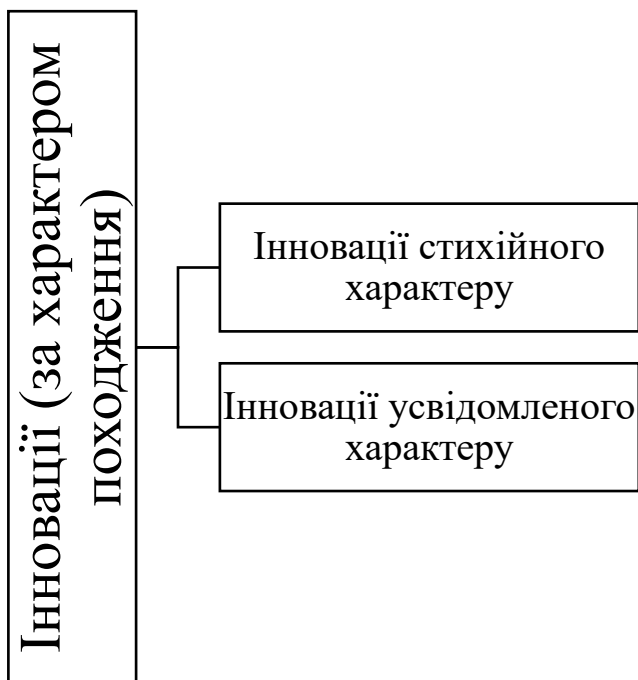 Інновації (за характером
походження)
Інновації стихійного
характеру
Інновації усвідомленого
характеру